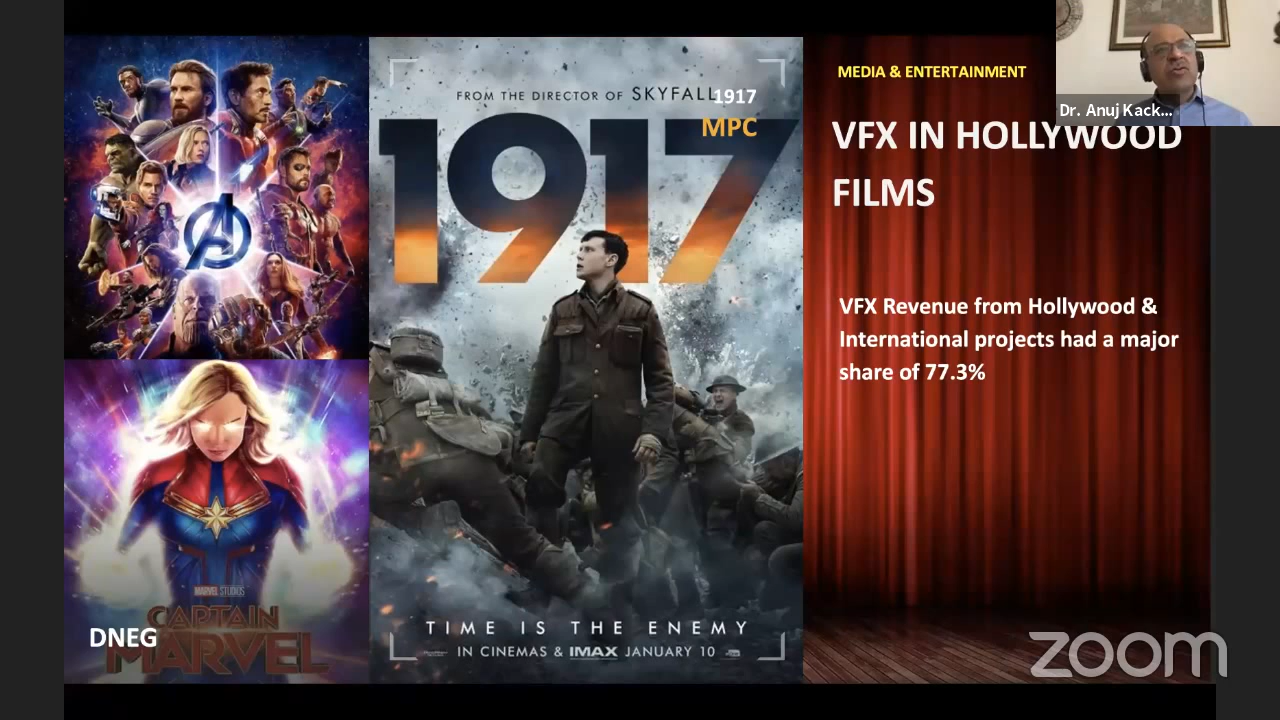 FROM THE DIRECTOR OF SKYFALL
1917
MPC
1917
TIME IS THE ENEMY
IN CINEMAS & IMAX JANUARY 10
MARVEL STUDIOS
CAPTAIN
MARVEL
DNEG
MEDIA & ENTERTAINMENT
VFX IN HOLLYWOOD
FILMS
VFX Revenue from Hollywood &
International projects had a major
share of 77.3%
Dr. Anuj Kack...
zoom